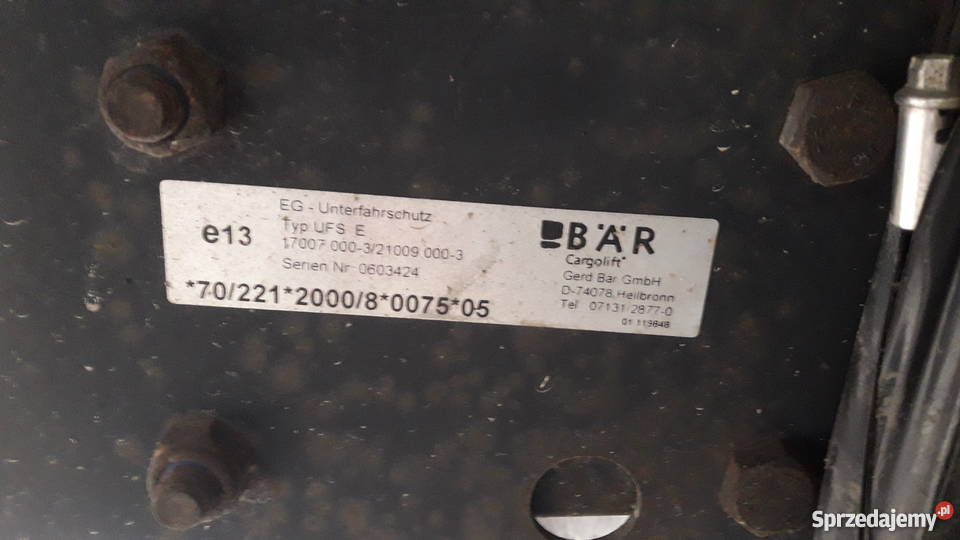 e13
EG - Unterfahrschutz
Typ UFS E
17007 000-3/21009 000-3
Serien Nr 0603424
*70/221*2000/8*0075*05
BÄR
Cargolift
Gerd Bär GmbH
D-74078 Heilbronn
Tel 07131/2877-0
01 119848
Sprzedajemy.pl